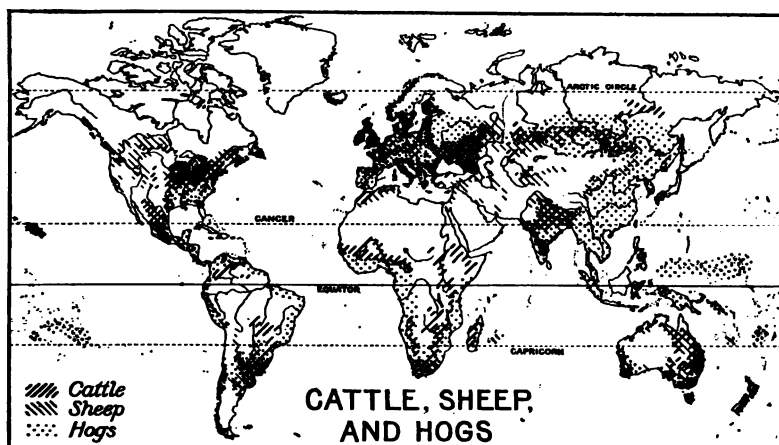 ARCTIC CIRCLE
CANCER
EQUATOR
CAPRICORN
Cattle
Sheep
Hogs
CATTLE, SHEEP,
AND HOGS